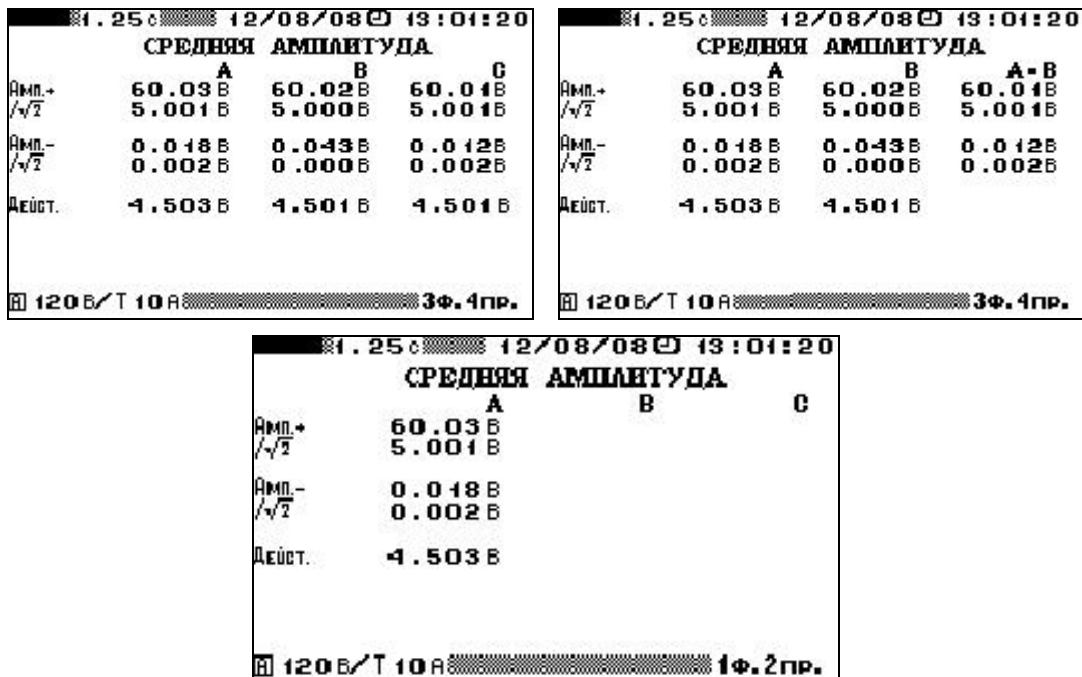 1.25с 12/08/08 13:01:20
СРЕДНЯЯ АМПЛИТУДА
A B C
Амп.+ 60.03В 60.02В 60.01В
/√2 5.001В 5.000В 5.001В
Амп.- 0.018В 0.043В 0.012В
/√2 0.002В 0.000В 0.002В
Дейст. 4.503В 4.501В 4.501В
A 120В/Т 10А 3Ф.4ПР.
1.25с 12/08/08 13:01:20
СРЕДНЯЯ АМПЛИТУДА
A B A-B
Амп.+ 60.03В 60.02В 60.01В
/√2 5.001В 5.000В 5.001В
Амп.- 0.018В 0.043В 0.012В
/√2 0.002В 0.000В 0.002В
Дейст. 4.503В 4.501В
A 120В/Т 10А 3Ф.4ПР.
1.25с 12/08/08 13:01:20
СРЕДНЯЯ АМПЛИТУДА
A B C
Амп.+ 60.03В
/√2 5.001В
Амп.- 0.018В
/√2 0.002В
Дейст. 4.503В
A 120В/Т 10А 1Ф.2ПР.